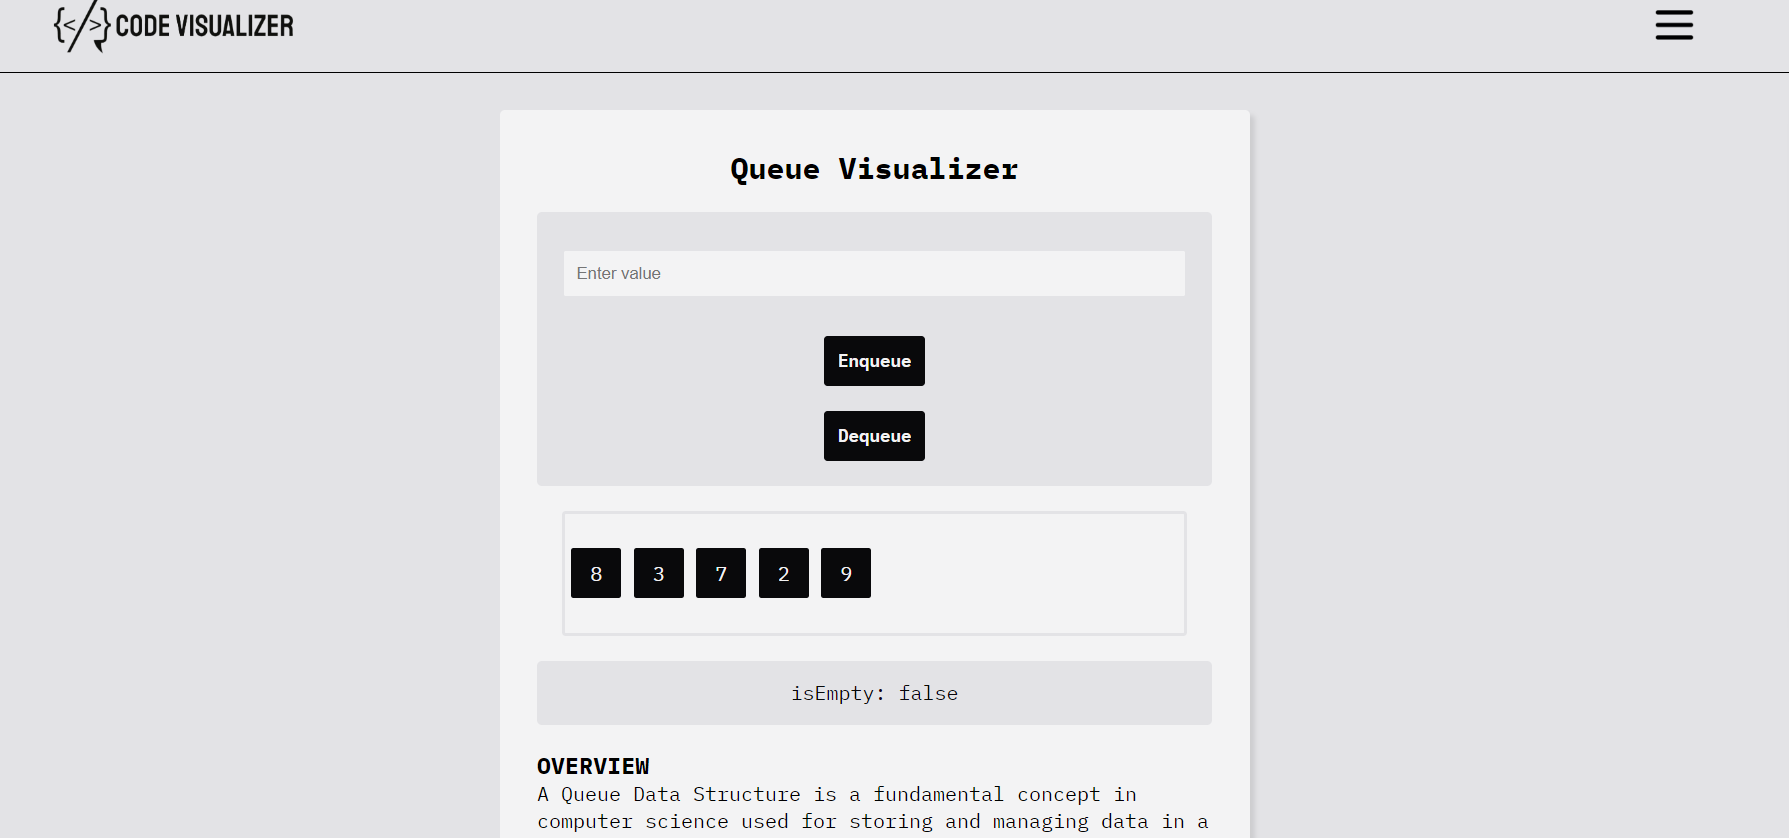 {</>} CODE VISUALIZER
Queue Visualizer
Enter value
Enqueue
Dequeue
8 3 7 2 9
isEmpty: false
OVERVIEW
A Queue Data Structure is a fundamental concept in
computer science used for storing and managing data in a